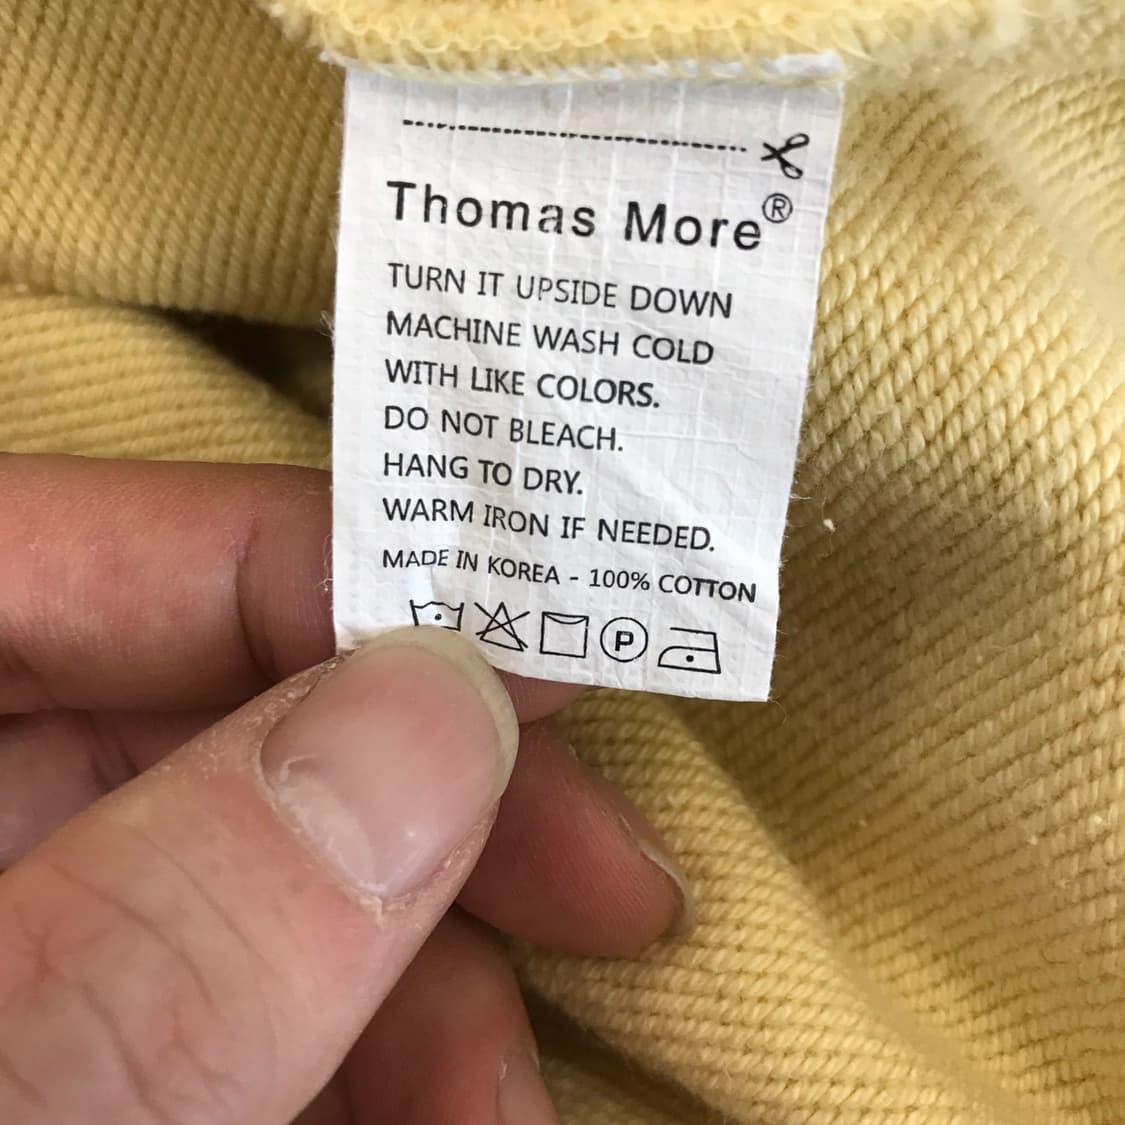 Thomas More®
TURN IT UPSIDE DOWN
MACHINE WASH COLD
WITH LIKE COLORS.
DO NOT BLEACH.
HANG TO DRY.
WARM IRON IF NEEDED.
MADE IN KOREA - 100% COTTON
P